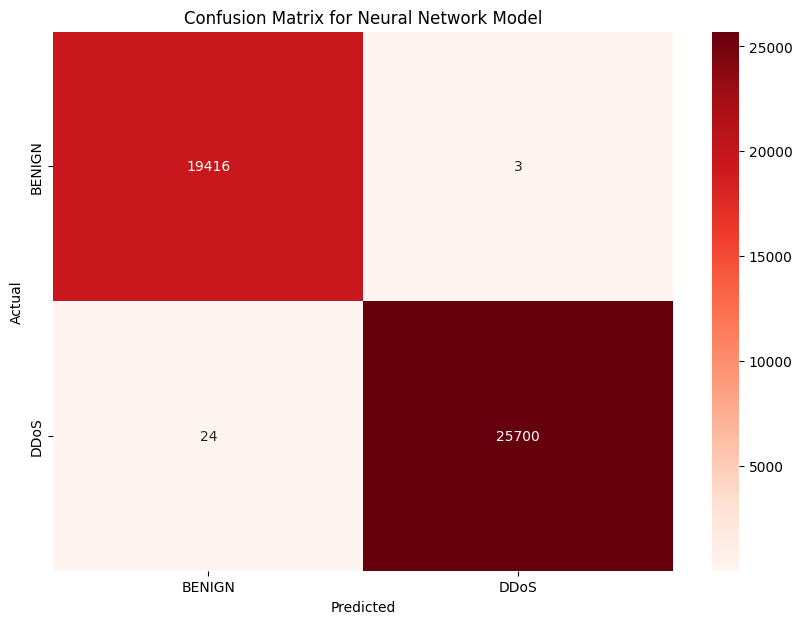 Confusion Matrix for Neural Network Model
BENIGN
19416
3
DDoS
24
25700
Actual
BENIGN
DDoS
Predicted
25000
20000
15000
10000
5000